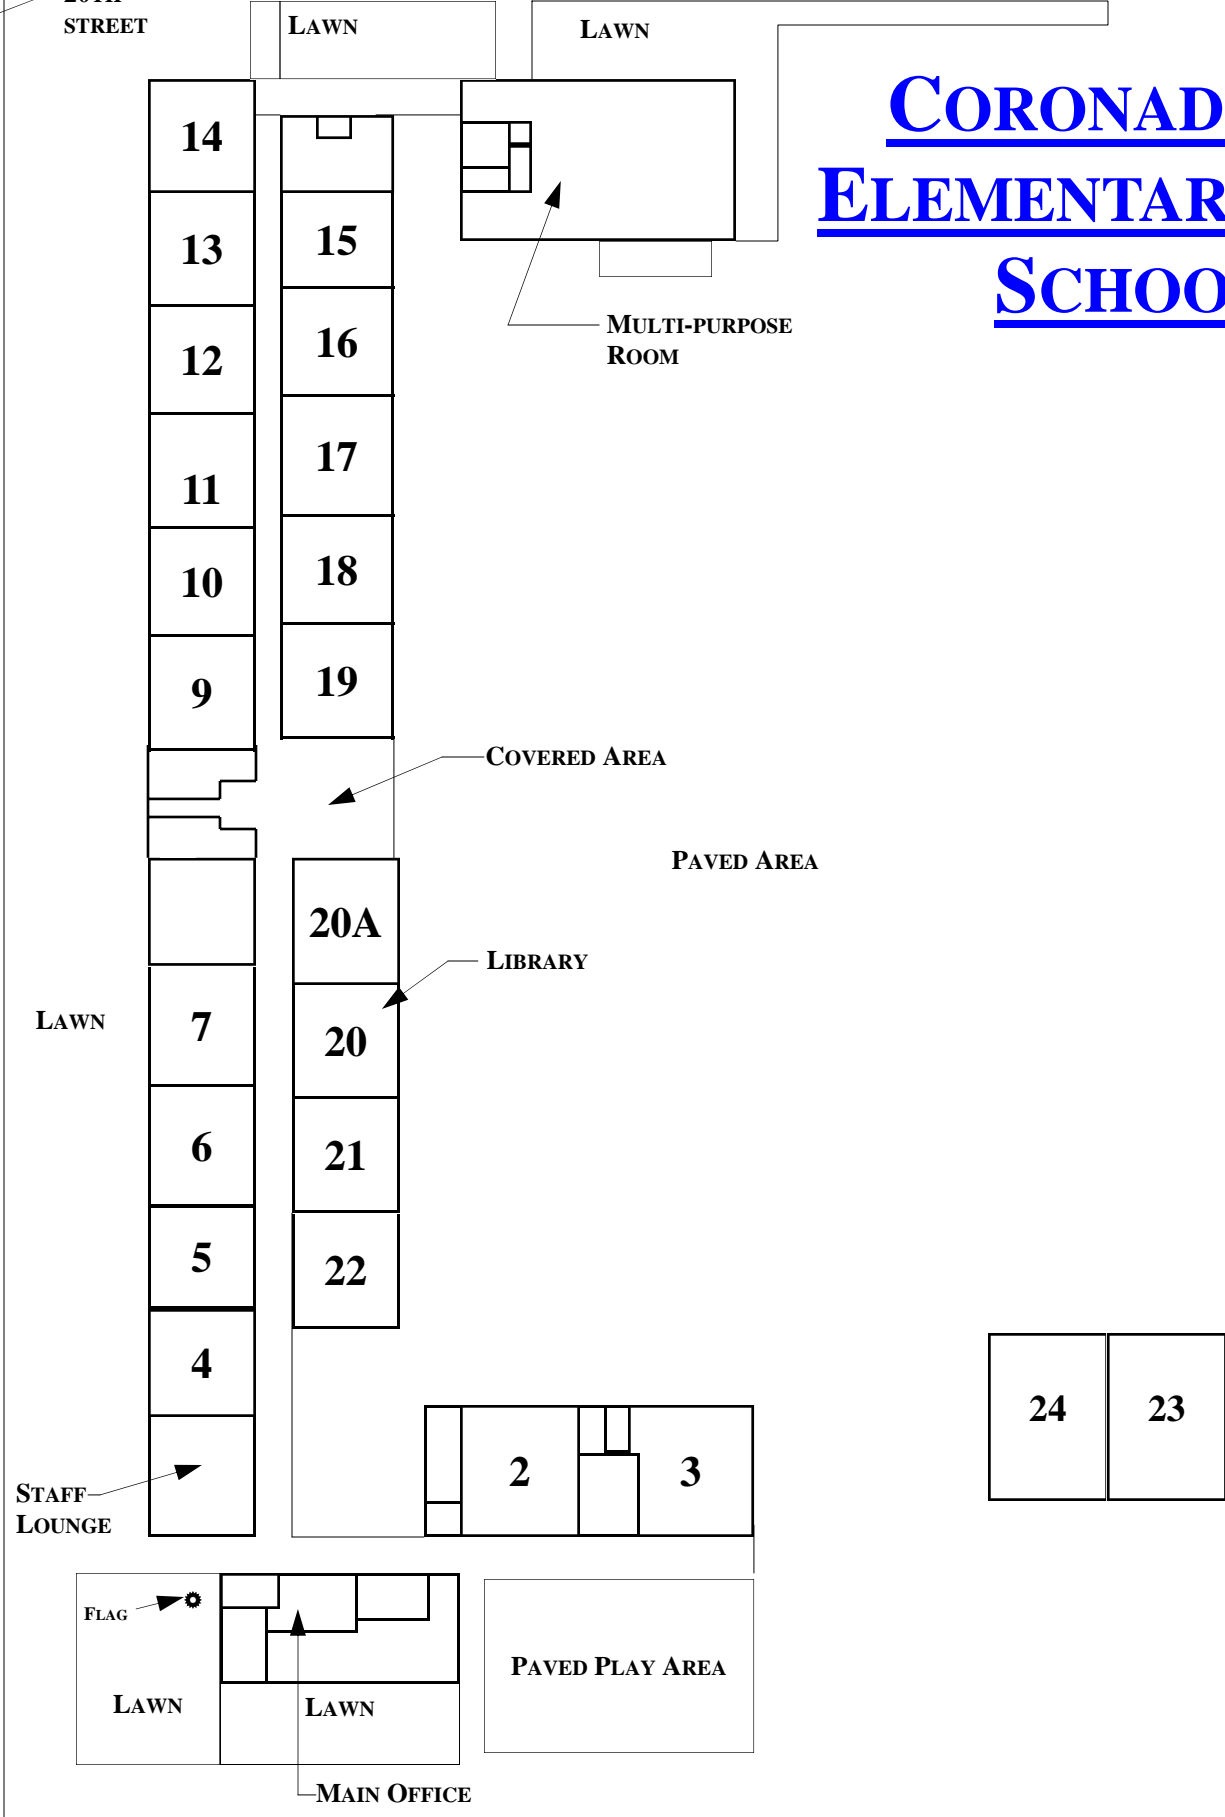 STREET
LAWN
LAWN
CORONAD
ELEMENTAR
SCHOO
14
13
15
12
16
MULTI-PURPOSE
ROOM
11
17
10
18
9
19
COVERED AREA
PAVED AREA
20A
LIBRARY
LAWN
7
20
6
21
5
22
4
24
23
2
3
STAFF
LOUNGE
FLAG
PAVED PLAY AREA
LAWN
LAWN
MAIN OFFICE